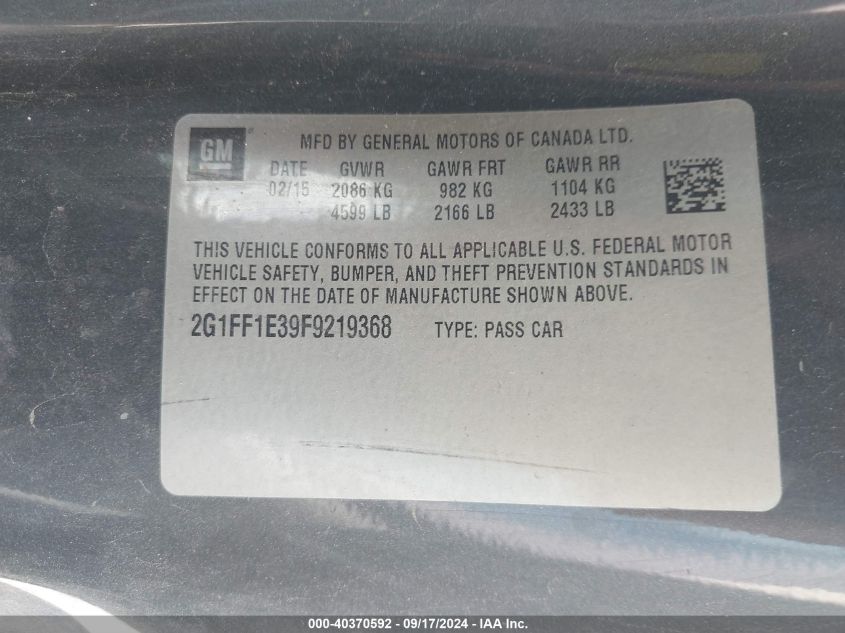 GM
MFD BY GENERAL MOTORS OF CANADA LTD.
DATE GVWR GAWR FRT GAWR RR
02/15 2086 KG 982 KG 1104 KG
4599 LB 2166 LB 2433 LB
THIS VEHICLE CONFORMS TO ALL APPLICABLE U.S. FEDERAL MOTOR
VEHICLE SAFETY, BUMPER, AND THEFT PREVENTION STANDARDS IN
EFFECT ON THE DATE OF MANUFACTURE SHOWN ABOVE.
2G1FF1E39F9219368 TYPE: PASS CAR
000-40370592 - 09/17/2024 - IAA Inc.